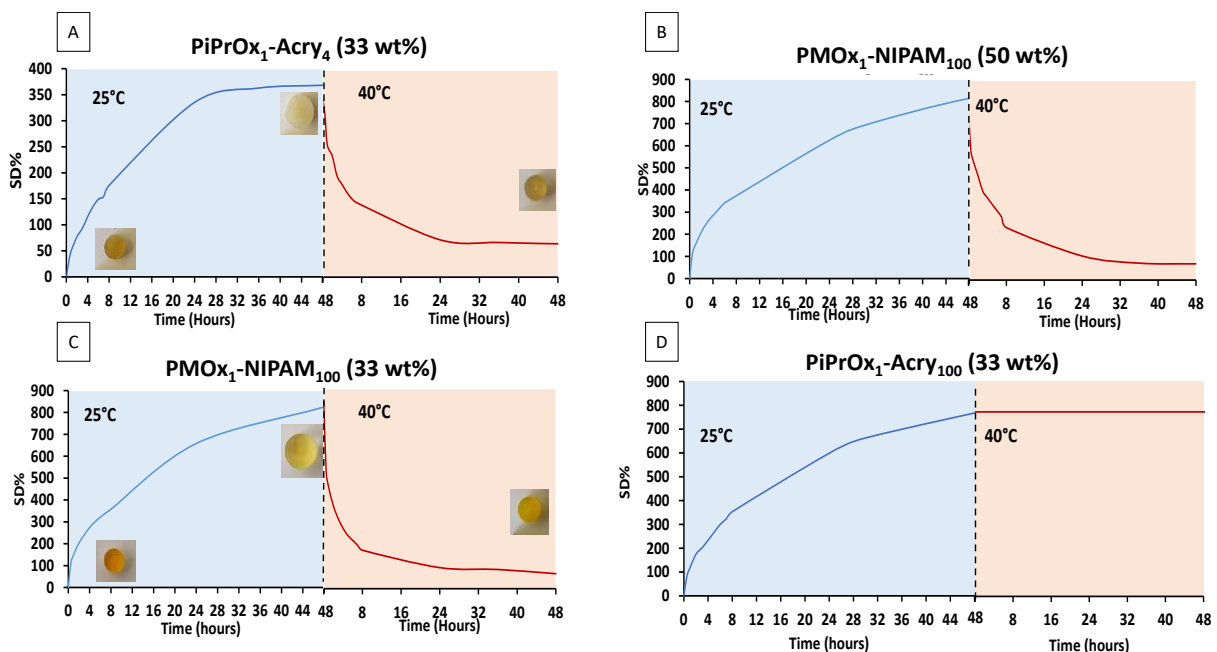 A
PiPrOx₁-Acry₄ (33 wt%)
400
350
300
250
200
150
100
50
0
SD%
25°C
40°C
0 4 8 12 16 20 24 28 32 36 40 44 48 8 16 24 32 40 48
Time (Hours)
Time (Hours)
B
PMOx₁-NIPAM₁₀₀ (50 wt%)
900
800
700
600
500
400
300
200
100
0
SD%
25°C
40°C
0 4 8 12 16 20 24 28 32 36 40 44 48 8 16 24 32 40 48
Time (Hours)
Time (Hours)
C
PMOx₁-NIPAM₁₀₀ (33 wt%)
900
800
700
600
500
400
300
200
100
0
SD%
25°C
40°C
0 4 8 12 16 20 24 28 32 36 40 44 48 8 16 24 32 40 48
Time (hours)
Time (Hours)
D
PiPrOx₁-Acry₁₀₀ (33 wt%)
900
800
700
600
500
400
300
200
100
0
SD%
25°C
40°C
0 4 8 12 16 20 24 28 32 36 40 44 48 8 16 24 32 40 48
Time (hours)
Time (Hours)